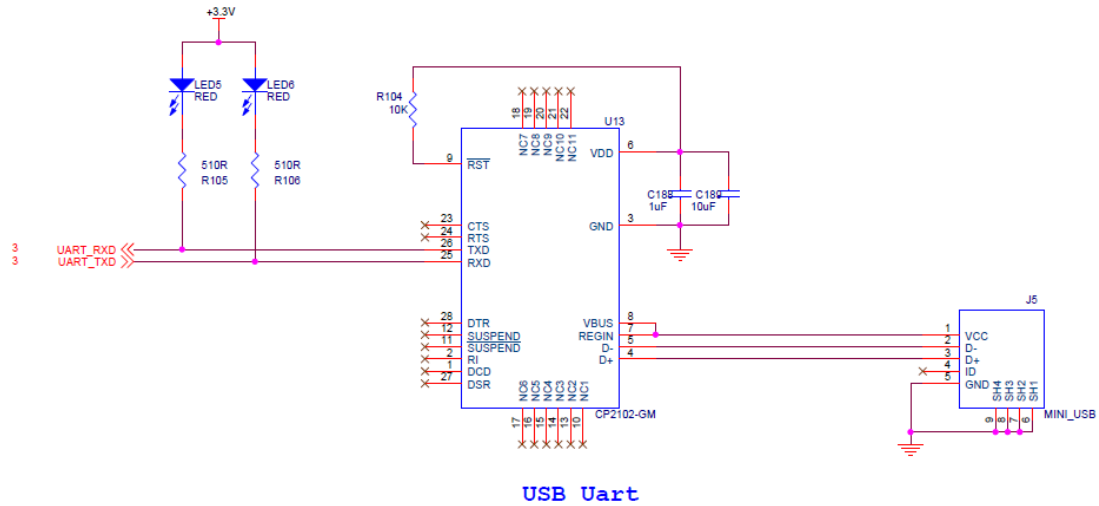 +3.3V
LED5
RED
LED6
RED
510R
R105
510R
R106
R104
10K
U13
18
19
20
21
22
NC7
NC8
NC9
NC10
NC11
9
RST
VDD
6
C188
1uF
C189
10uF
GND
3
23
CTS
24
RTS
26
TXD
25
RXD
3
UART_RXD
3
UART_TXD
28
DTR
12
SUSPEND
11
SUSPEND
2
RI
1
DCD
27
DSR
VBUS
8
REGIN
7
D-
5
D+
4
NC6
NC5
NC4
NC3
NC2
NC1
17
16
15
14
13
10
CP2102-GM
J5
1
VCC
2
D-
3
D+
4
ID
5
GND
SH4
SH3
SH2
SH1
9
8
7
6
MINI_USB
USB Uart